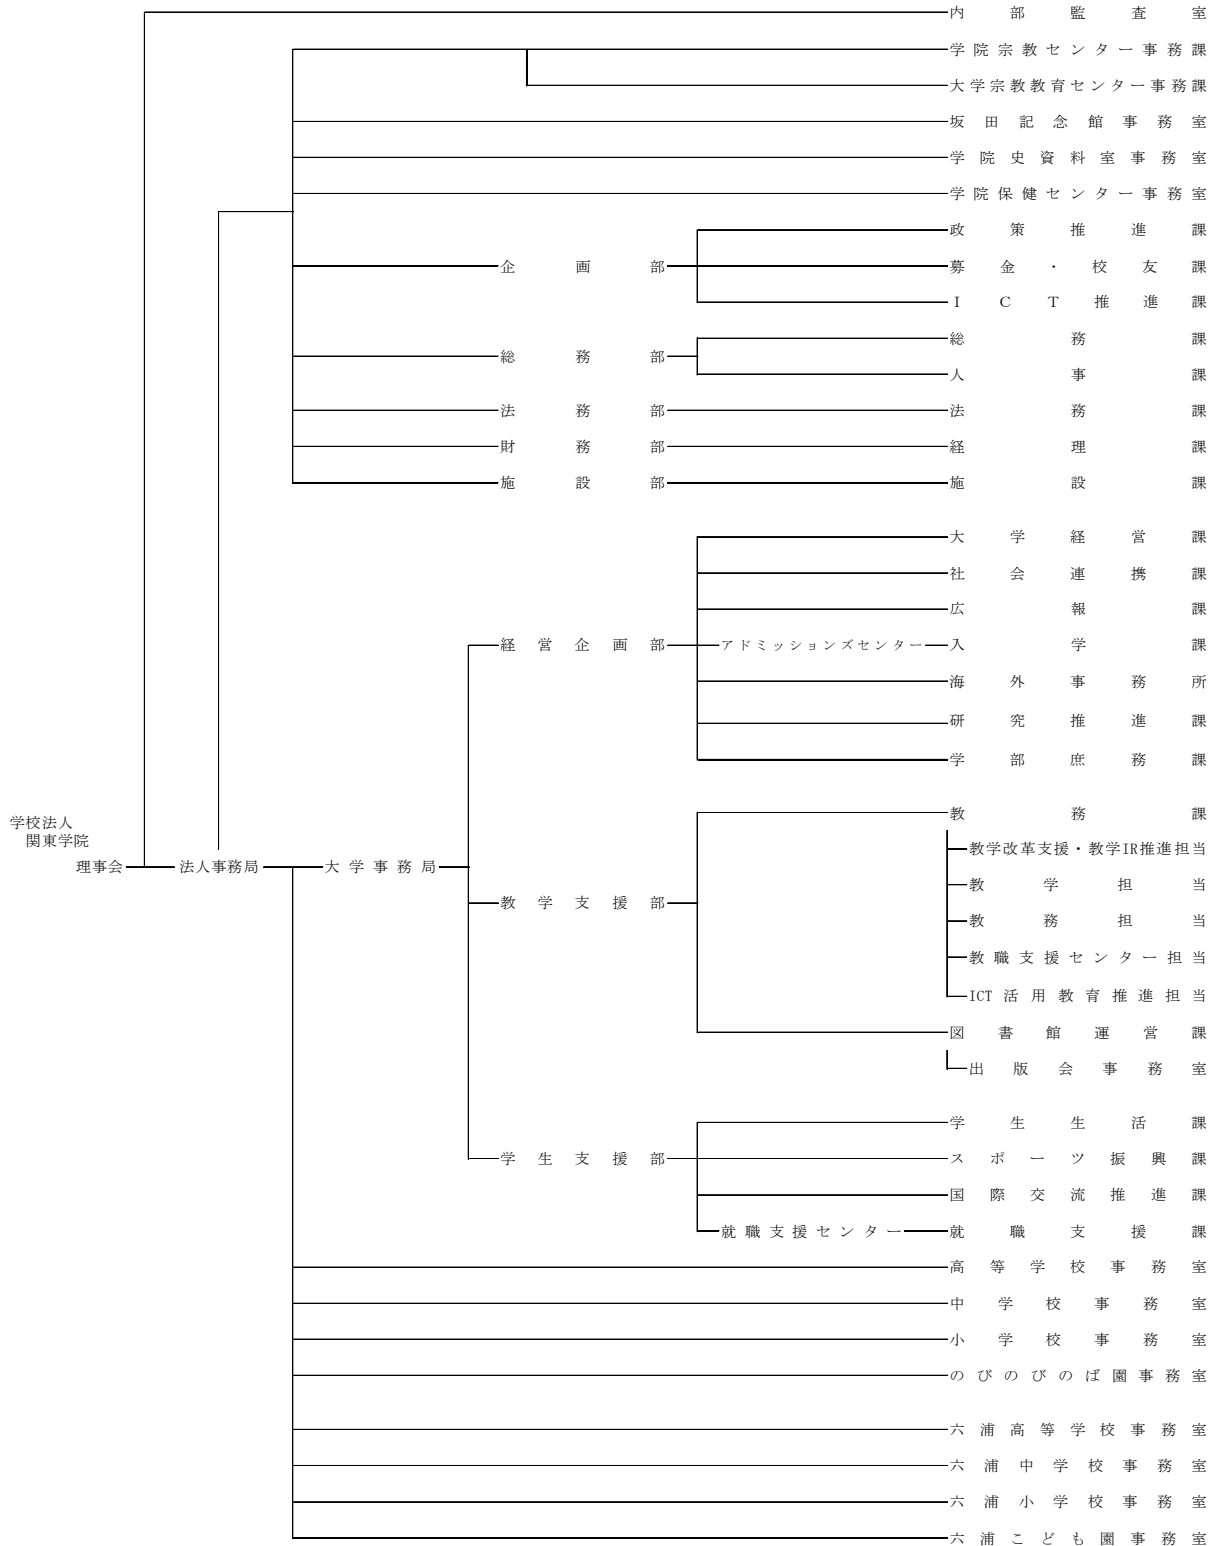 内部監査室
学院宗教センター事務課
大学宗教教育センター事務課
坂田記念館事務室
学院史資料室事務室
学院保健センター事務室
政策推進課
企画部 募金・校友課
ICT推進課
総務課
総務部
人事課
法務部 法務課
財務部 経理課
施設部 施設課
大学経営課
社会連携課
広報課
経営企画部 アドミッションズセンター 入学課
海外事務所
研究推進課
学部庶務課
教務課
学校法人
関東学院
教学改革支援・教学IR推進担当
理事会 法人事務局 大学事務局
教学担当
教学支援部
教務担当
教職支援センター担当
ICT活用教育推進担当
図書館運営課
出版会事務室
学生生活課
学生支援部 スポーツ振興課
国際交流推進課
就職支援センター 就職支援課
高等学校事務室
中学校事務室
小学校事務室
のびのびのば園事務室
六浦高等学校事務室
六浦中学校事務室
六浦小学校事務室
六浦こども園事務室